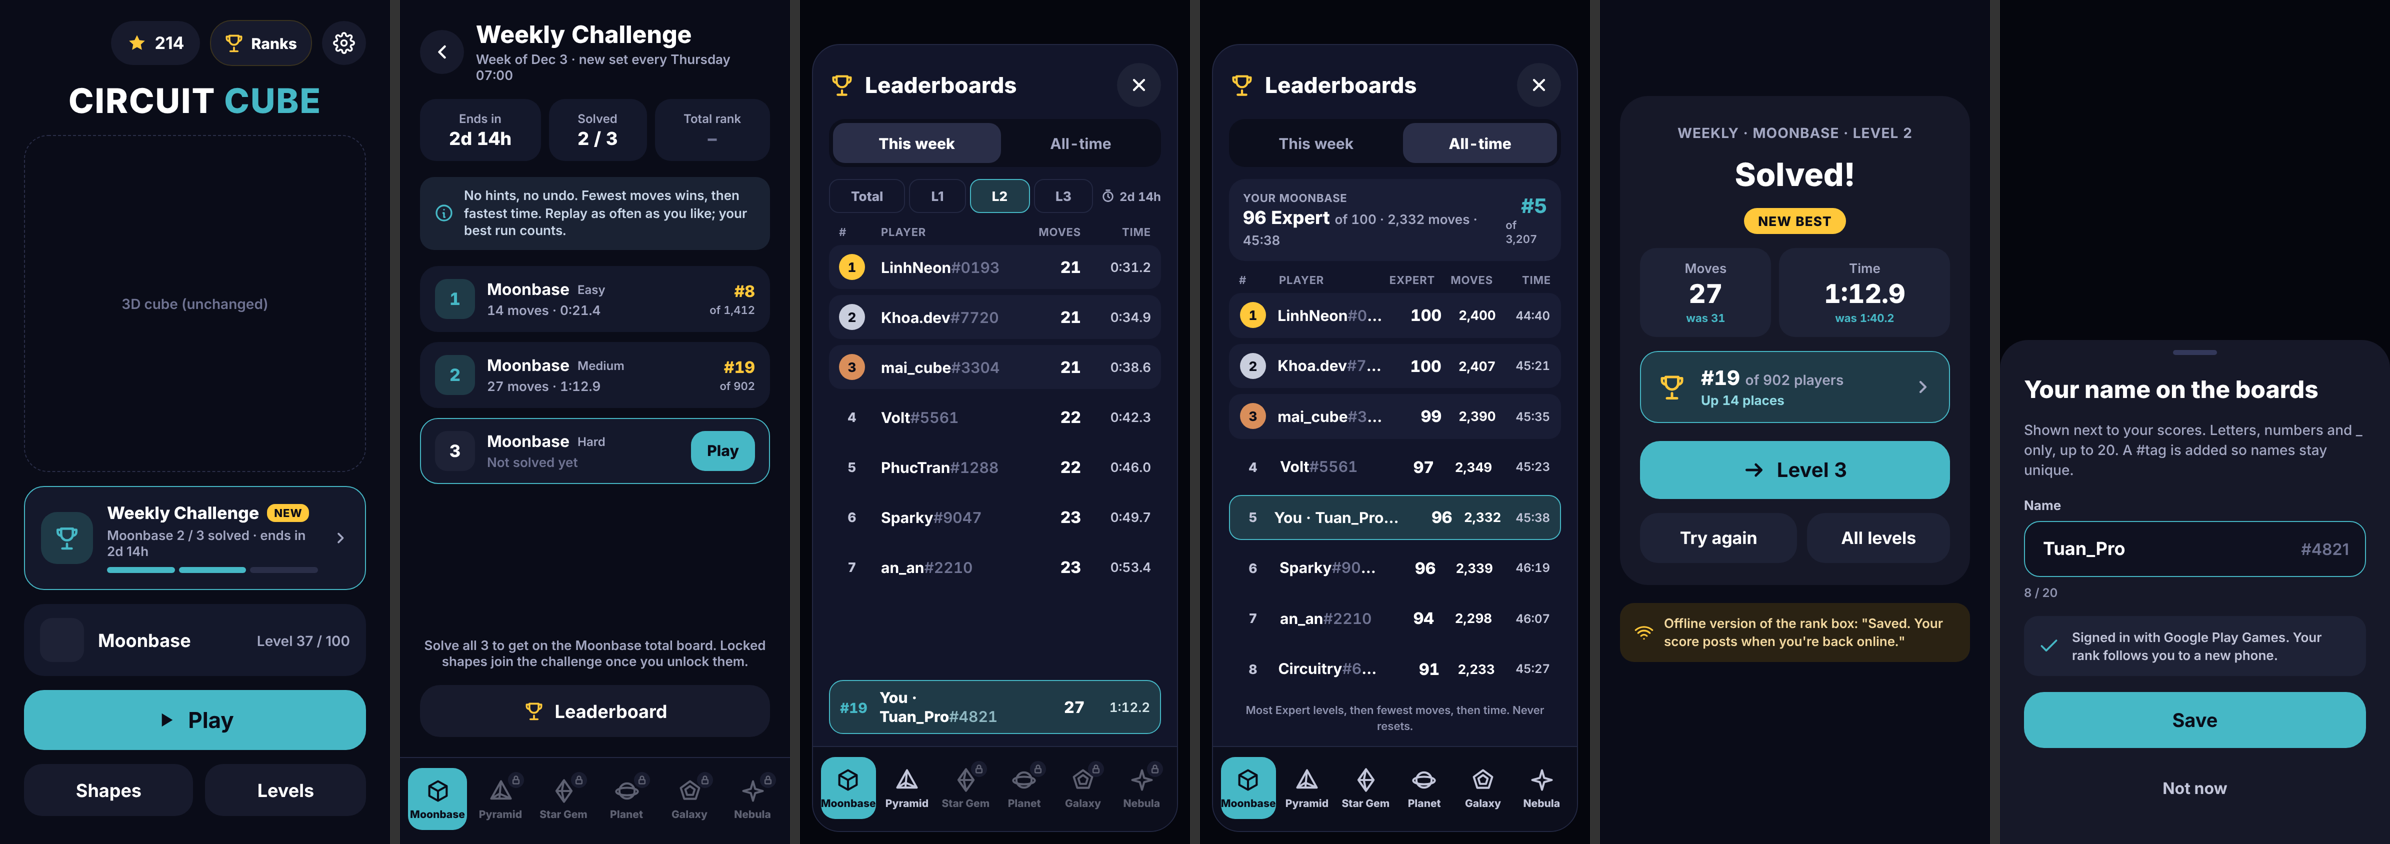 214
Ranks
CIRCUIT CUBE
3D cube (unchanged)
Weekly Challenge NEW
Moonbase 2 / 3 solved · ends in
2d 14h
Moonbase
Level 37 / 100
Play
Shapes
Levels
Weekly Challenge
Week of Dec 3 · new set every Thursday
07:00
Ends in
2d 14h
Solved
2 / 3
Total rank
–
No hints, no undo. Fewest moves wins, then
fastest time. Replay as often as you like; your
best run counts.
1
Moonbase Easy
14 moves · 0:21.4
#8
of 1,412
2
Moonbase Medium
27 moves · 1:12.9
#19
of 902
3
Moonbase Hard
Not solved yet
Play
Solve all 3 to get on the Moonbase total board. Locked
shapes join the challenge once you unlock them.
Leaderboard
Moonbase Pyramid Star Gem Planet Galaxy Nebula
Leaderboards
This week All-time
Total L1 L2 L3 2d 14h
# PLAYER MOVES TIME
1 LinhNeon#0193 21 0:31.2
2 Khoa.dev#7720 21 0:34.9
3 mai_cube#3304 21 0:38.6
4 Volt#5561 22 0:42.3
5 PhucTran#1288 22 0:46.0
6 Sparky#9047 23 0:49.7
7 an_an#2210 23 0:53.4
#19 You · Tuan_Pro#4821 27 1:12.2
Moonbase Pyramid Star Gem Planet Galaxy Nebula
Leaderboards
This week All-time
YOUR MOONBASE
96 Expert of 100 · 2,332 moves ·
45:38
#5
of
3,207
# PLAYER EXPERT MOVES TIME
1 LinhNeon#0... 100 2,400 44:40
2 Khoa.dev#7... 100 2,407 45:21
3 mai_cube#3... 99 2,390 45:35
4 Volt#5561 97 2,349 45:23
5 You · Tuan_Pro... 96 2,332 45:38
6 Sparky#90... 96 2,339 46:19
7 an_an#2210 94 2,298 46:07
8 Circuitry#6... 91 2,233 45:27
Most Expert levels, then fewest moves, then time. Never
resets.
Moonbase Pyramid Star Gem Planet Galaxy Nebula
WEEKLY · MOONBASE · LEVEL 2
Solved!
NEW BEST
Moves
27
was 31
Time
1:12.9
was 1:40.2
#19 of 902 players
Up 14 places
Level 3
Try again
All levels
Offline version of the rank box: "Saved. Your
score posts when you're back online."
Your name on the boards
Shown next to your scores. Letters, numbers and _
only, up to 20. A #tag is added so names stay
unique.
Name
Tuan_Pro #4821
8 / 20
Signed in with Google Play Games. Your
rank follows you to a new phone.
Save
Not now